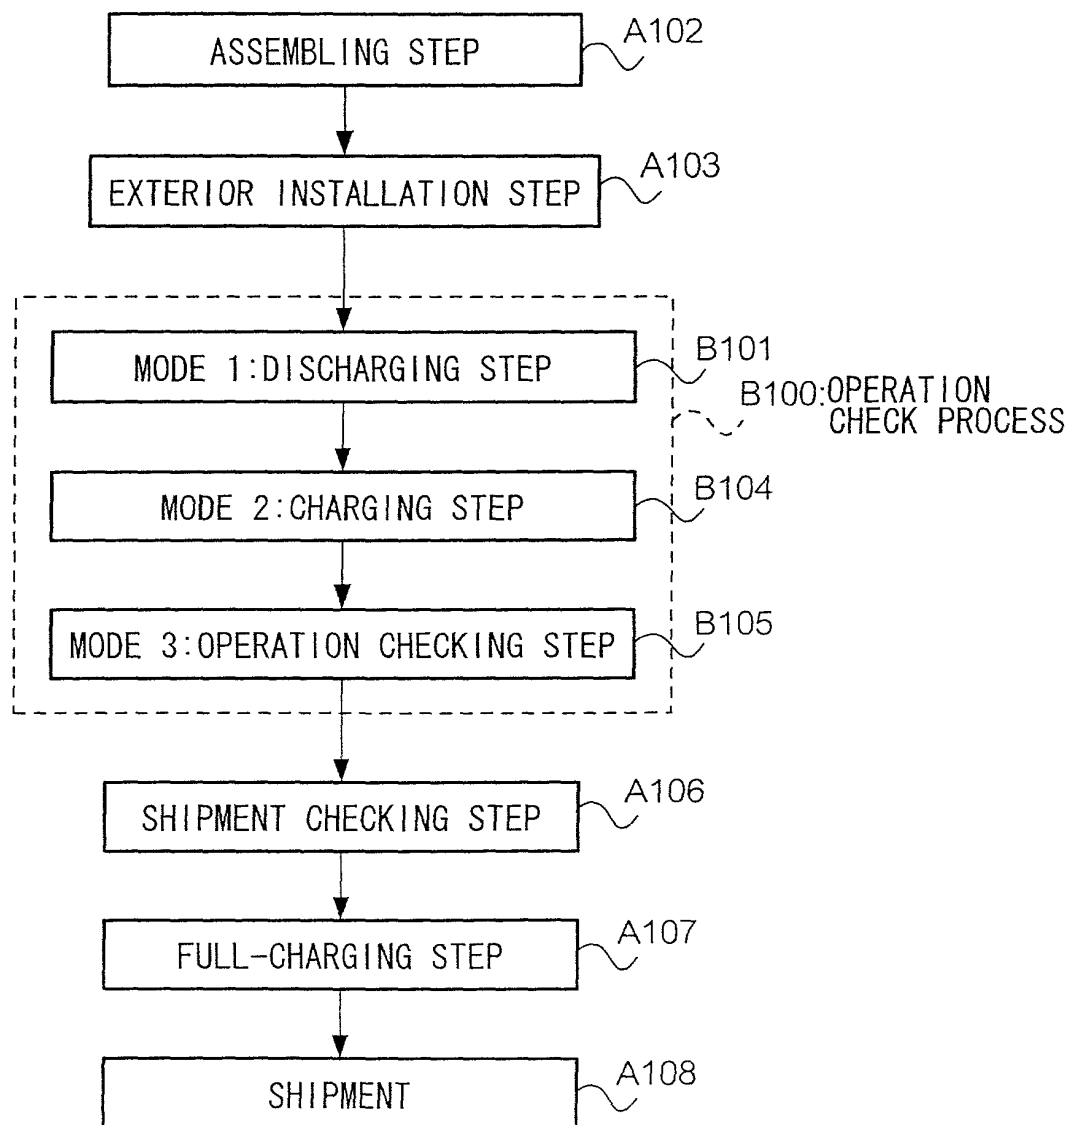 ASSEMBLING STEP
A102
EXTERIOR INSTALLATION STEP
A103
MODE 1:DISCHARGING STEP
B101
B100:OPERATION
CHECK PROCESS
MODE 2:CHARGING STEP
B104
MODE 3:OPERATION CHECKING STEP
B105
SHIPMENT CHECKING STEP
A106
FULL-CHARGING STEP
A107
SHIPMENT
A108